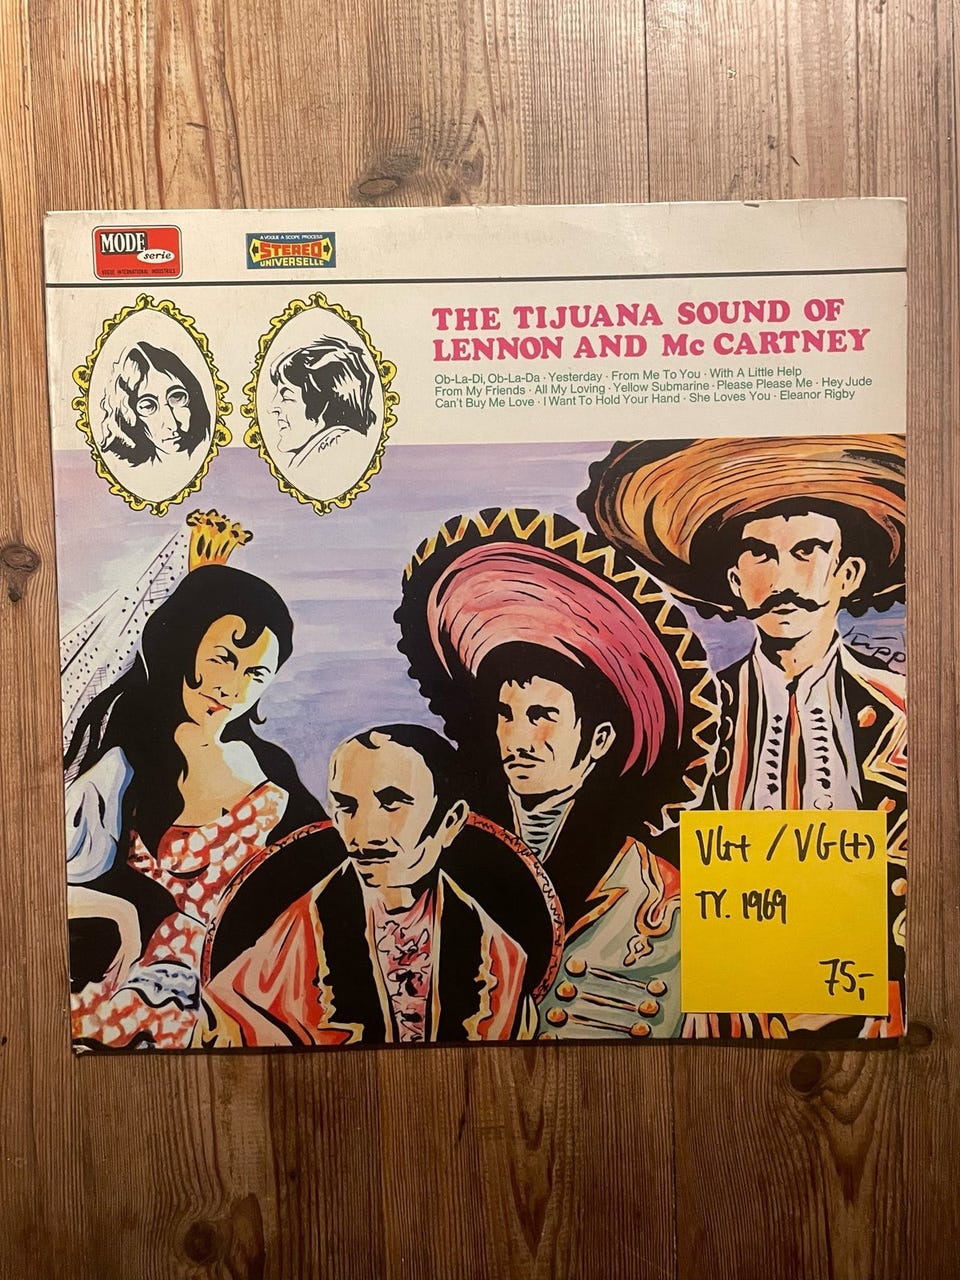 MODE
serie
VOGUE INTERNATIONAL INDUSTRIES
A VOGUE A SCOPE PROCESS
STEREO
UNIVERSELLE
THE TIJUANA SOUND OF
LENNON AND Mc CARTNEY
Ob-La-Di, Ob-La-Da · Yesterday · From Me To You · With A Little Help
From My Friends · All My Loving · Yellow Submarine · Please Please Me · Hey Jude
Can't Buy Me Love · I Want To Hold Your Hand · She Loves You · Eleanor Rigby
VG+ / VG(+)
TY. 1969
75,-